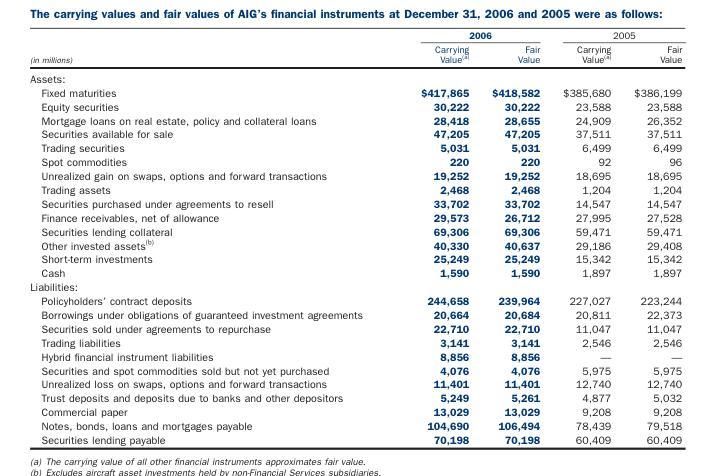 The carrying values and fair values of AIG's financial instruments at December 31, 2006 and 2005 were as follows:
2006 2005
Carrying Fair Carrying Fair
(in millions) Value(a) Value Value(a) Value
Assets:
Fixed maturities $417,865 $418,582 $385,680 $386,199
Equity securities 30,222 30,222 23,588 23,588
Mortgage loans on real estate, policy and collateral loans 28,418 28,655 24,909 26,352
Securities available for sale 47,205 47,205 37,511 37,511
Trading securities 5,031 5,031 6,499 6,499
Spot commodities 220 220 92 96
Unrealized gain on swaps, options and forward transactions 19,252 19,252 18,695 18,695
Trading assets 2,468 2,468 1,204 1,204
Securities purchased under agreements to resell 33,702 33,702 14,547 14,547
Finance receivables, net of allowance 29,573 26,712 27,995 27,528
Securities lending collateral 69,306 69,306 59,471 59,471
Other invested assets(b) 40,330 40,637 29,186 29,408
Short-term investments 25,249 25,249 15,342 15,342
Cash 1,590 1,590 1,897 1,897
Liabilities:
Policyholders' contract deposits 244,658 239,964 227,027 223,244
Borrowings under obligations of guaranteed investment agreements 20,664 20,684 20,811 22,373
Securities sold under agreements to repurchase 22,710 22,710 11,047 11,047
Trading liabilities 3,141 3,141 2,546 2,546
Hybrid financial instrument liabilities 8,856 8,856 — —
Securities and spot commodities sold but not yet purchased 4,076 4,076 5,975 5,975
Unrealized loss on swaps, options and forward transactions 11,401 11,401 12,740 12,740
Trust deposits and deposits due to banks and other depositors 5,249 5,261 4,877 5,032
Commercial paper 13,029 13,029 9,208 9,208
Notes, bonds, loans and mortgages payable 104,690 106,494 78,439 79,518
Securities lending payable 70,198 70,198 60,409 60,409
(a) The carrying value of all other financial instruments approximates fair value.
(b) Excludes aircraft asset investments held by non-Financial Services subsidiaries.